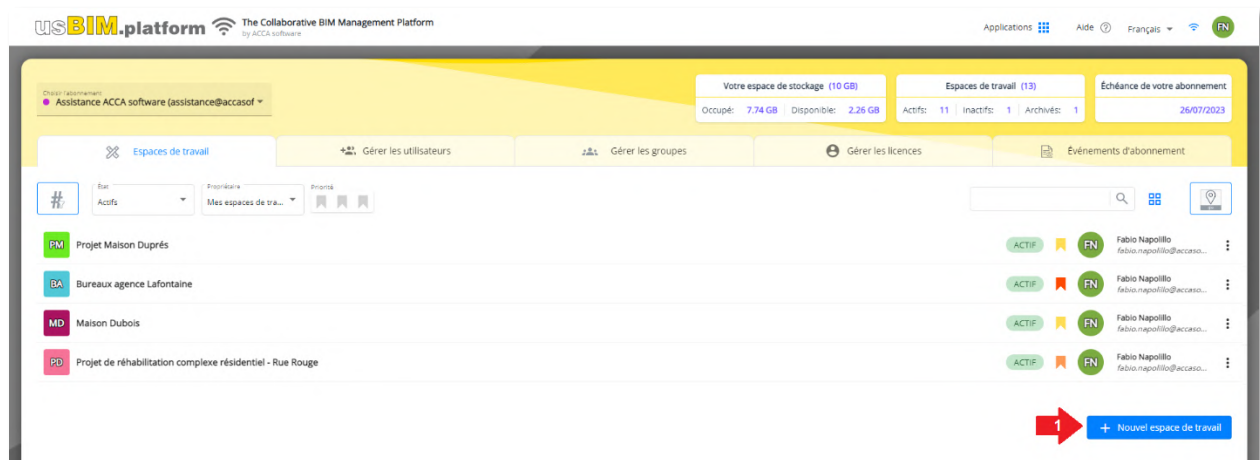 usBIM.platform The Collaborative BIM Management Platform
by ACCA software
Applications Aide Français FN
Choisir l'abonnement
Assistance ACCA software (assistance@accasof
Votre espace de stockage (10 GB)
Occupé: 7.74 GB Disponible: 2.26 GB
Espaces de travail (13)
Actifs: 11 Inactifs: 1 Archivés: 1
Échéance de votre abonnement
26/07/2023
Espaces de travail Gérer les utilisateurs Gérer les groupes Gérer les licences Événements d'abonnement
État
Actifs
Propriétaire
Mes espaces de tra...
Priorité
PM Projet Maison Duprés ACTIF FN Fabio Napolillo
fabio.napolillo@accaso...
BA Bureaux agence Lafontaine ACTIF FN Fabio Napolillo
fabio.napolillo@accaso...
MD Maison Dubois ACTIF FN Fabio Napolillo
fabio.napolillo@accaso...
PD Projet de réhabilitation complexe résidentiel - Rue Rouge ACTIF FN Fabio Napolillo
fabio.napolillo@accaso...
1 + Nouvel espace de travail